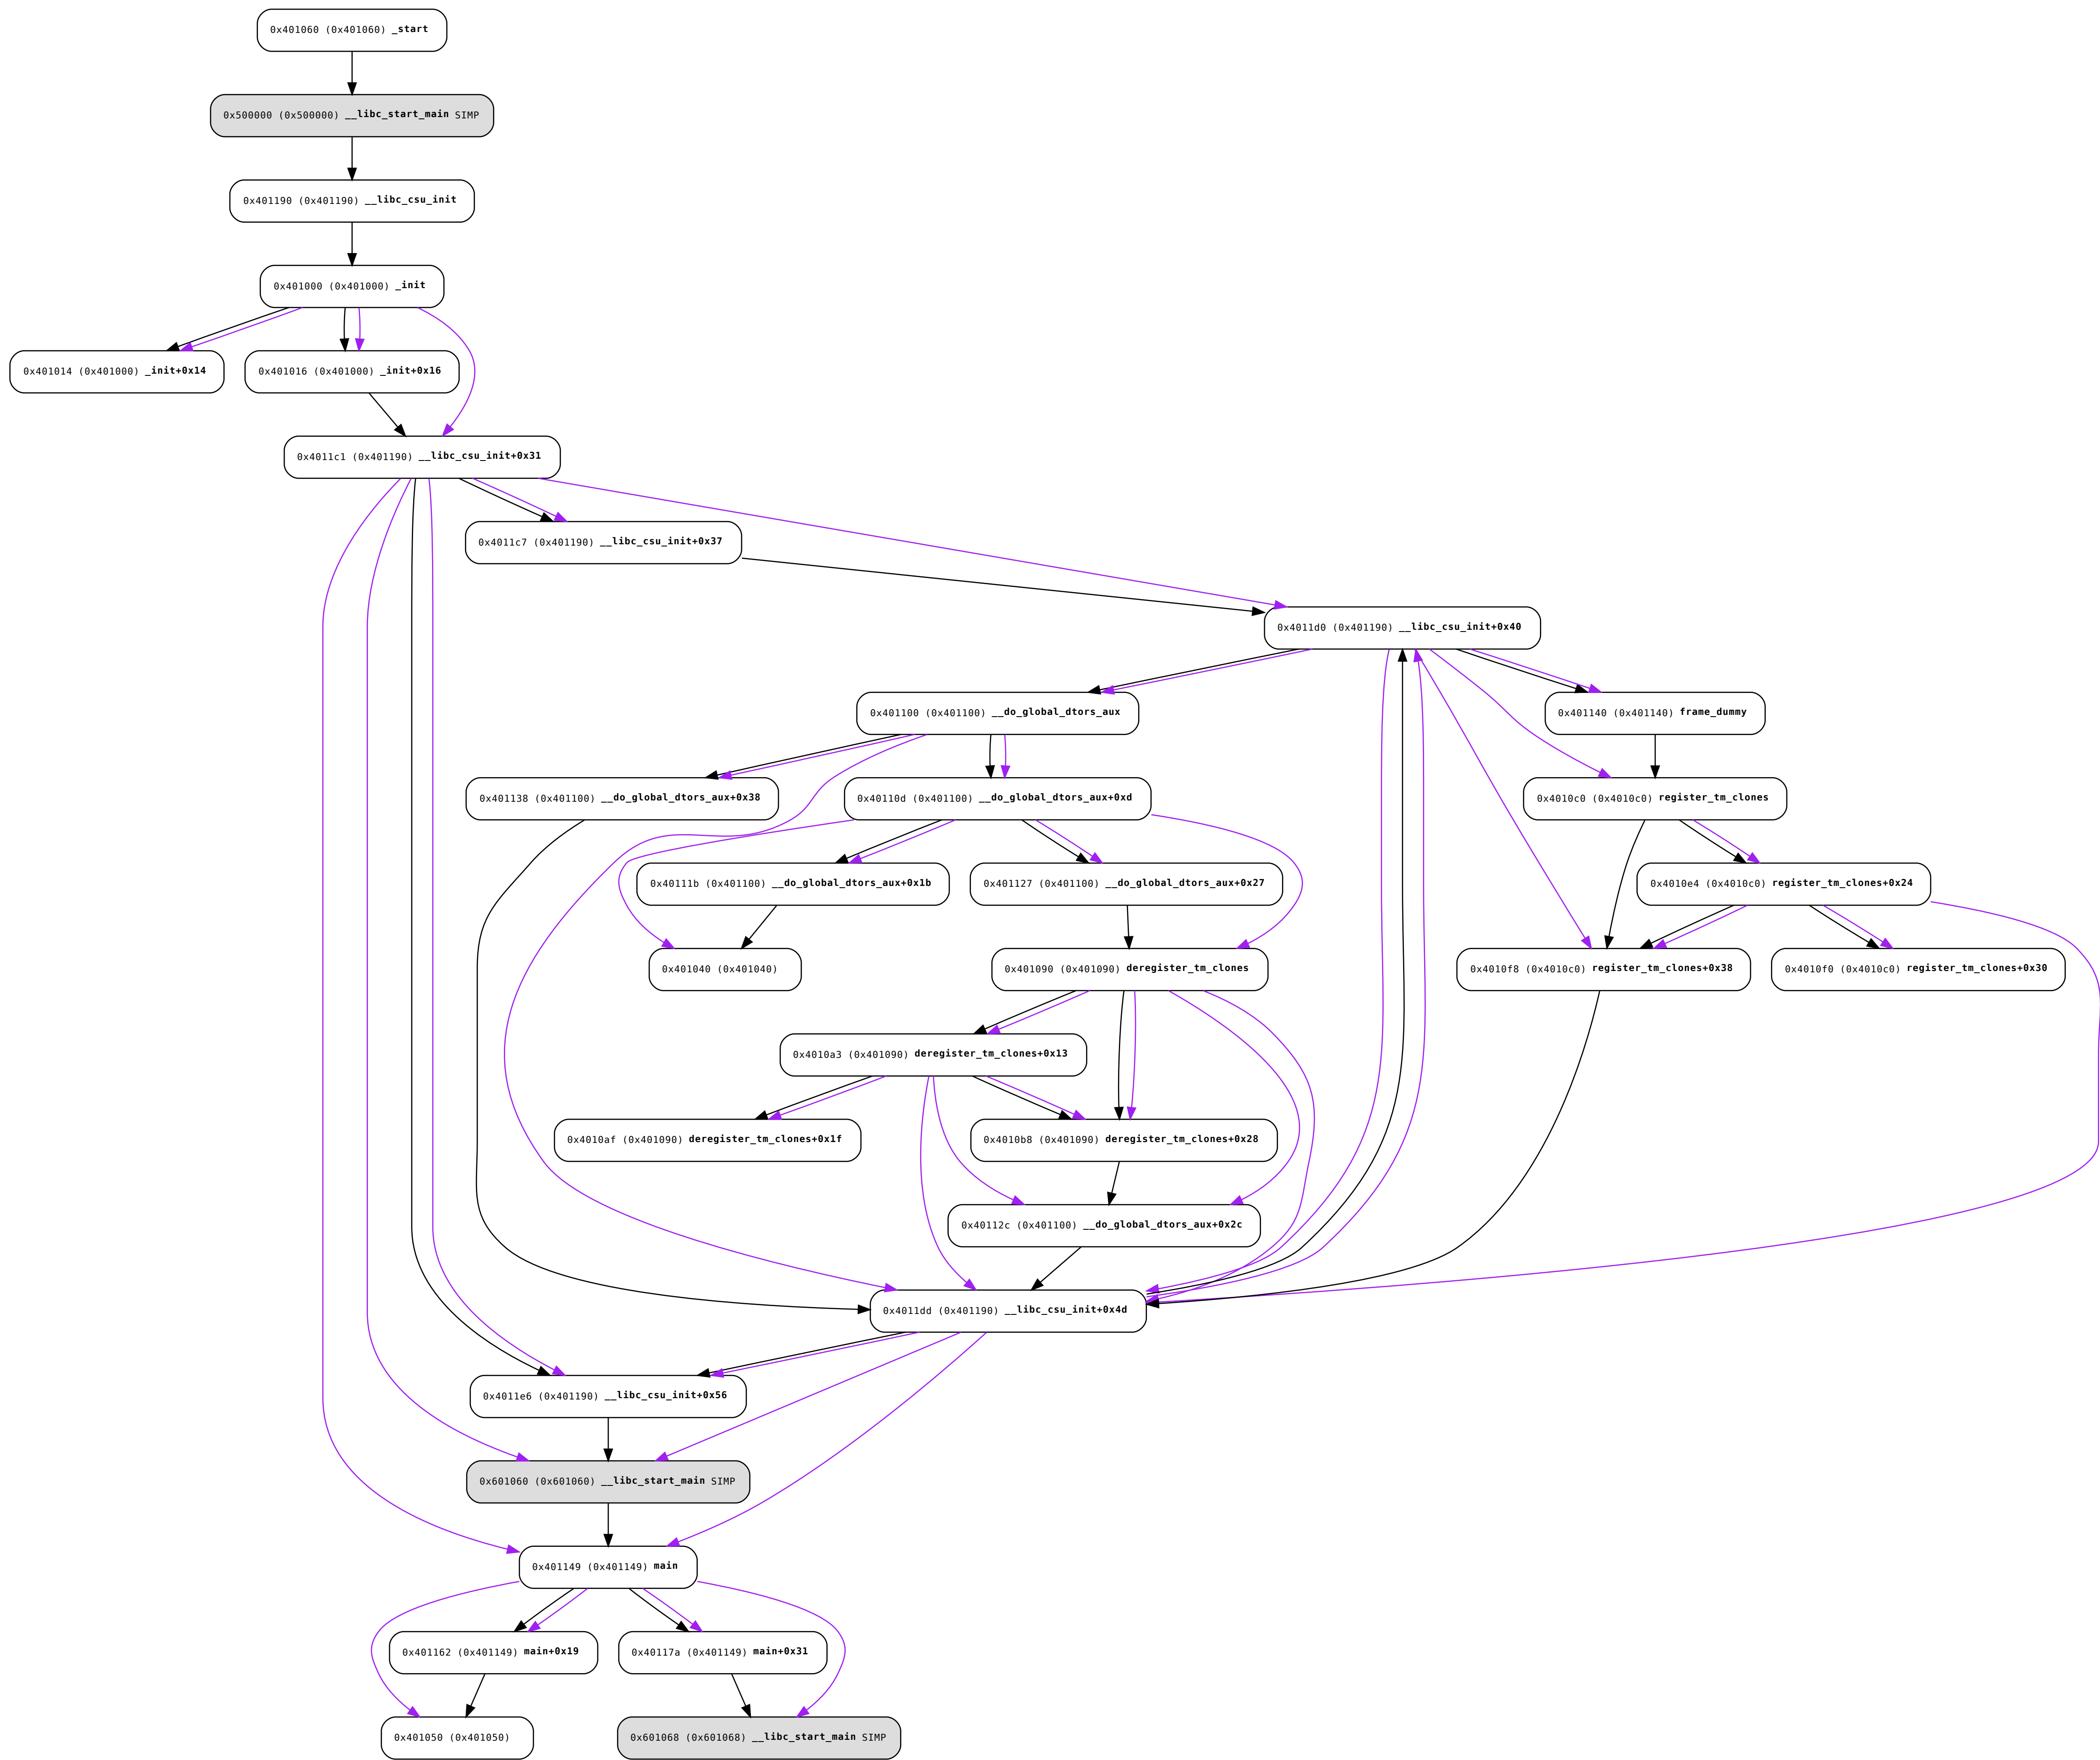 0x401060 (0x401060) _start
0x500000 (0x500000) __libc_start_main SIMP
0x401190 (0x401190) __libc_csu_init
0x401000 (0x401000) _init
0x401014 (0x401000) _init+0x14
0x401016 (0x401000) _init+0x16
0x4011c1 (0x401190) __libc_csu_init+0x31
0x4011c7 (0x401190) __libc_csu_init+0x37
0x4011d0 (0x401190) __libc_csu_init+0x40
0x401100 (0x401100) __do_global_dtors_aux
0x401140 (0x401140) frame_dummy
0x401138 (0x401100) __do_global_dtors_aux+0x38
0x40110d (0x401100) __do_global_dtors_aux+0xd
0x4010c0 (0x4010c0) register_tm_clones
0x40111b (0x401100) __do_global_dtors_aux+0x1b
0x401127 (0x401100) __do_global_dtors_aux+0x27
0x4010e4 (0x4010c0) register_tm_clones+0x24
0x401040 (0x401040)
0x401090 (0x401090) deregister_tm_clones
0x4010f8 (0x4010c0) register_tm_clones+0x38
0x4010f0 (0x4010c0) register_tm_clones+0x30
0x4010a3 (0x401090) deregister_tm_clones+0x13
0x4010af (0x401090) deregister_tm_clones+0x1f
0x4010b8 (0x401090) deregister_tm_clones+0x28
0x40112c (0x401100) __do_global_dtors_aux+0x2c
0x4011dd (0x401190) __libc_csu_init+0x4d
0x4011e6 (0x401190) __libc_csu_init+0x56
0x601060 (0x601060) __libc_start_main SIMP
0x401149 (0x401149) main
0x401162 (0x401149) main+0x19
0x40117a (0x401149) main+0x31
0x401050 (0x401050)
0x601068 (0x601068) __libc_start_main SIMP